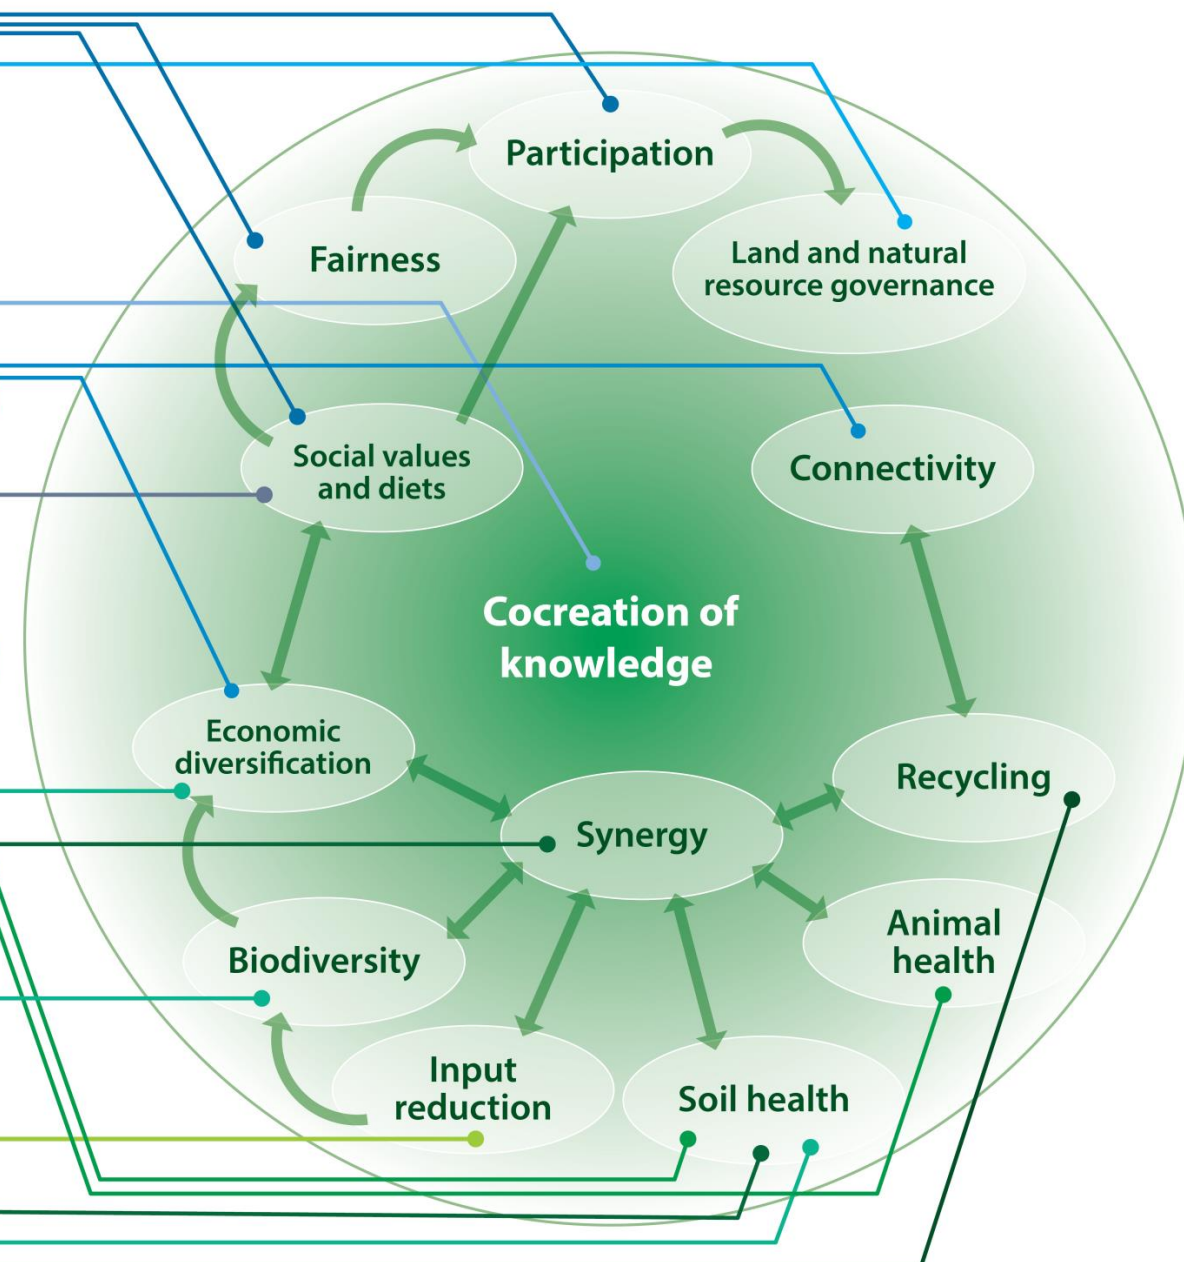 Participation
Fairness
Land and natural
resource governance
Social values
and diets
Connectivity
Cocreation of
knowledge
Economic
diversification
Recycling
Synergy
Animal
health
Biodiversity
Input
reduction
Soil health